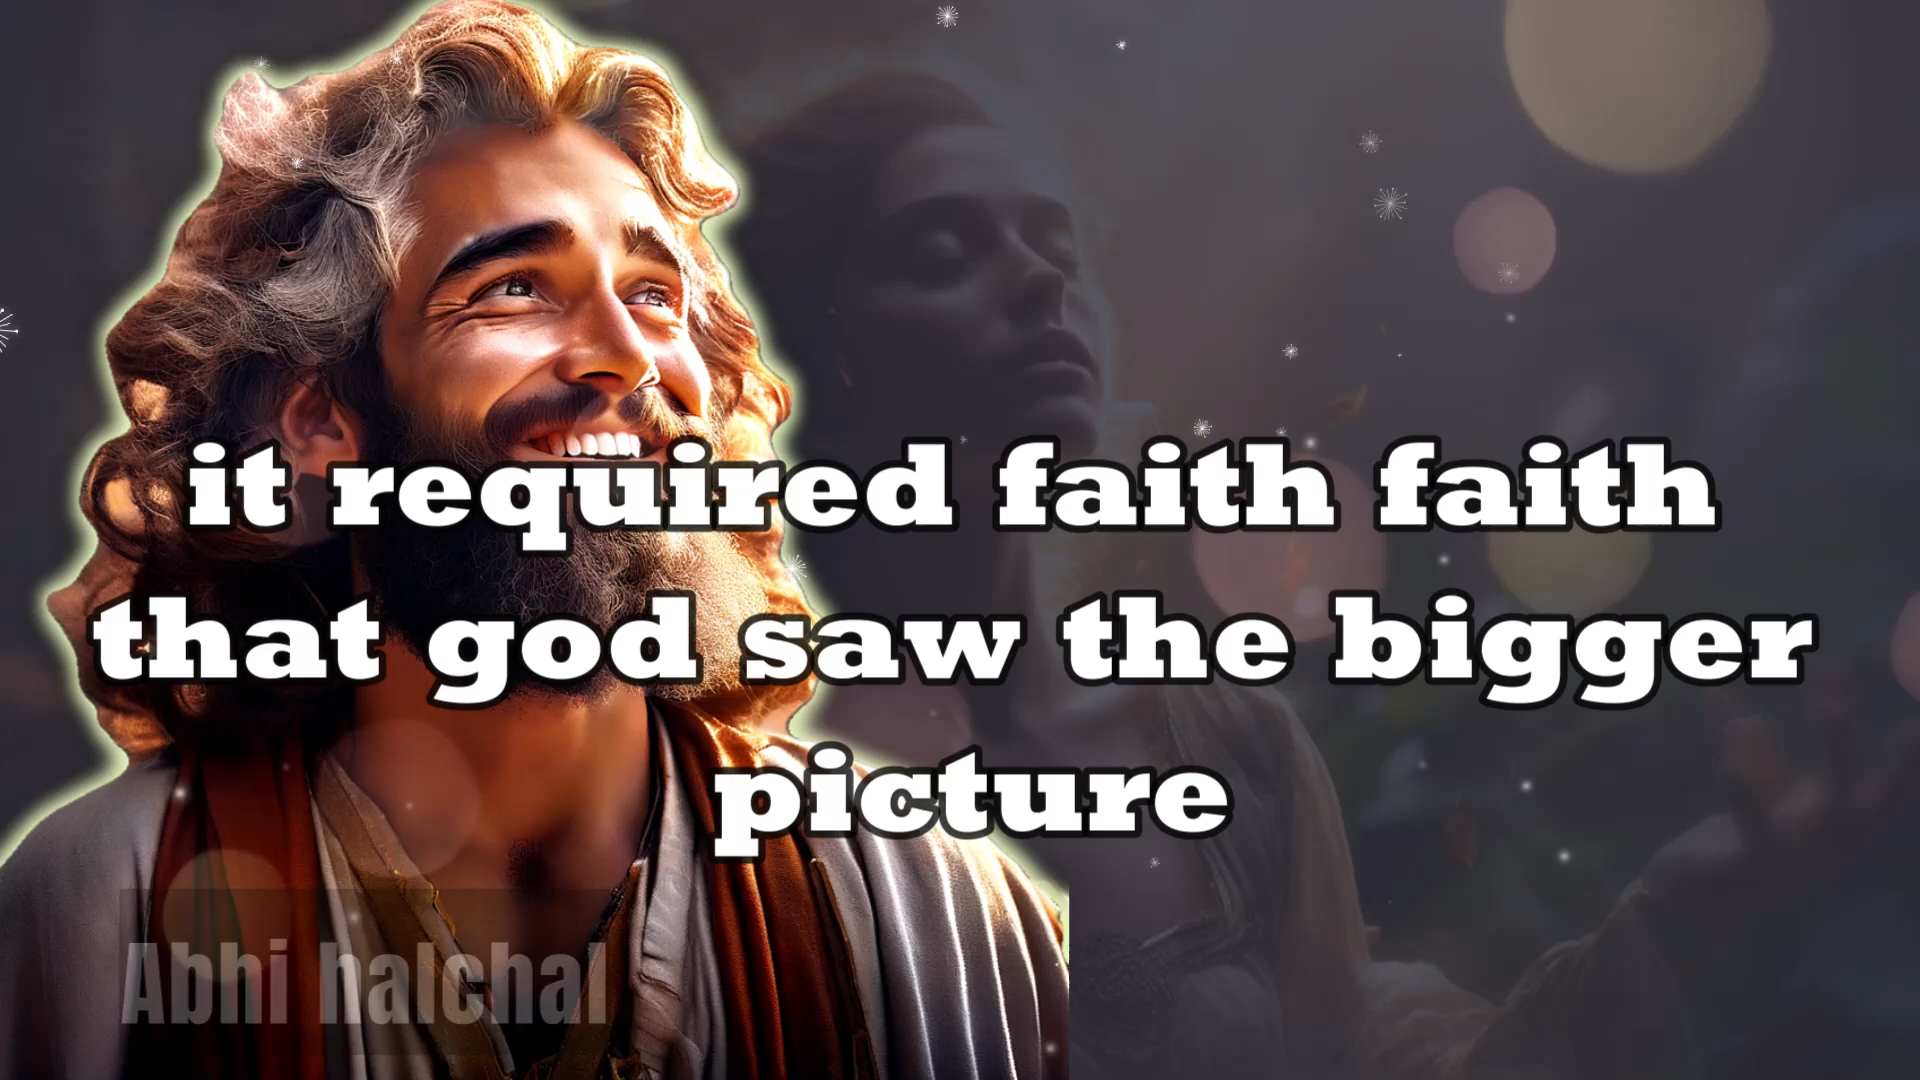 it required faith faith
that god saw the bigger
picture
Abhi halchal